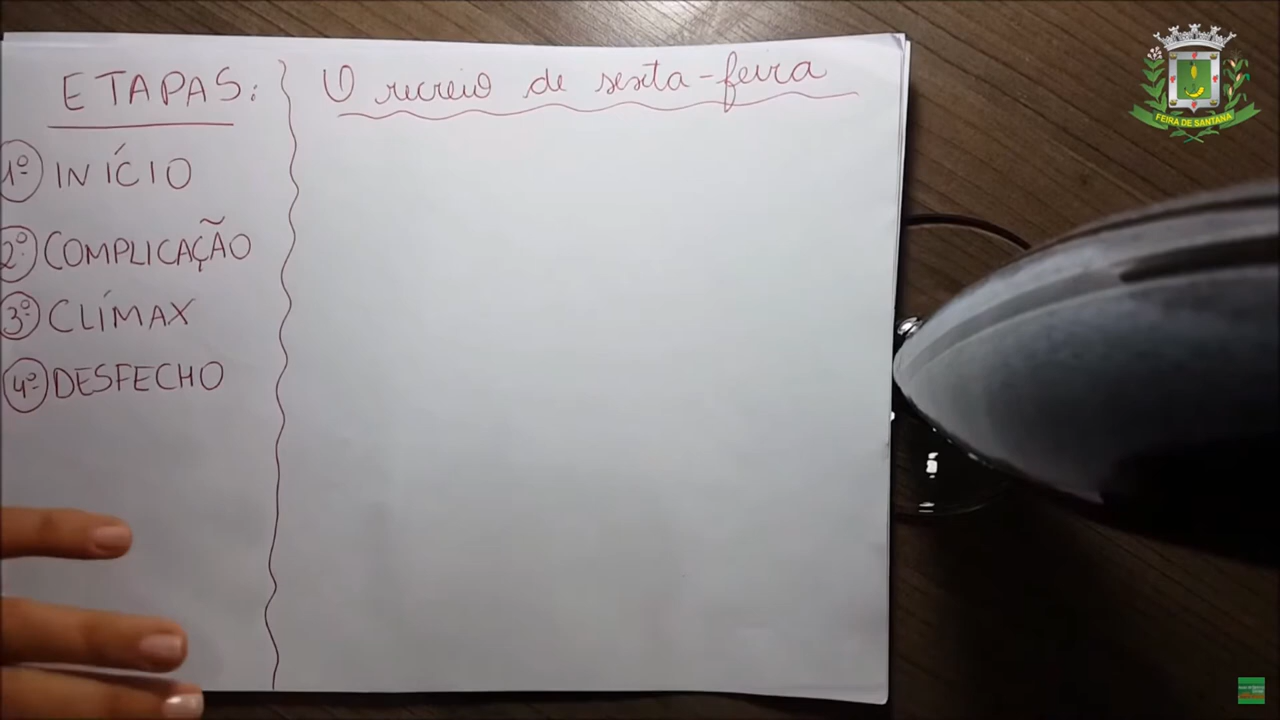 ETAPAS:
1º INÍCIO
2º COMPLICAÇÃO
3º CLÍMAX
4º DESFECHO
O recreio de sexta-feira
FEIRA DE SANTANA